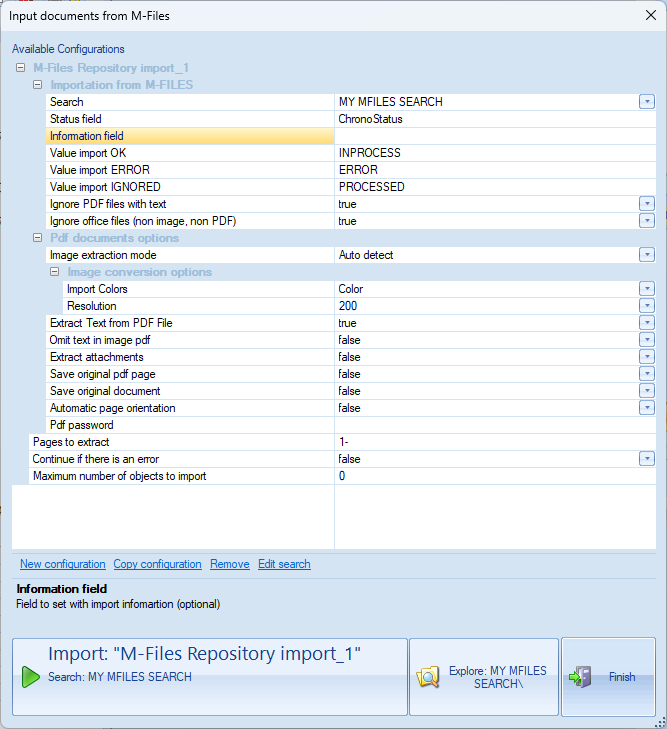 Input documents from M-Files
Available Configurations
M-Files Repository import_1
Importation from M-FILES
Search MY MFILES SEARCH
Status field ChronoStatus
Information field
Value import OK INPROCESS
Value import ERROR ERROR
Value import IGNORED PROCESSED
Ignore PDF files with text true
Ignore office files (non image, non PDF) true
Pdf documents options
Image extraction mode Auto detect
Image conversion options
Import Colors Color
Resolution 200
Extract Text from PDF File true
Omit text in image pdf false
Extract attachments false
Save original pdf page false
Save original document false
Automatic page orientation false
Pdf password
Pages to extract 1-
Continue if there is an error false
Maximum number of objects to import 0
New configuration Copy configuration Remove Edit search
Information field
Field to set with import infomartion (optional)
Import: "M-Files Repository import_1"
Search: MY MFILES SEARCH
Explore: MY MFILES
SEARCH\
Finish